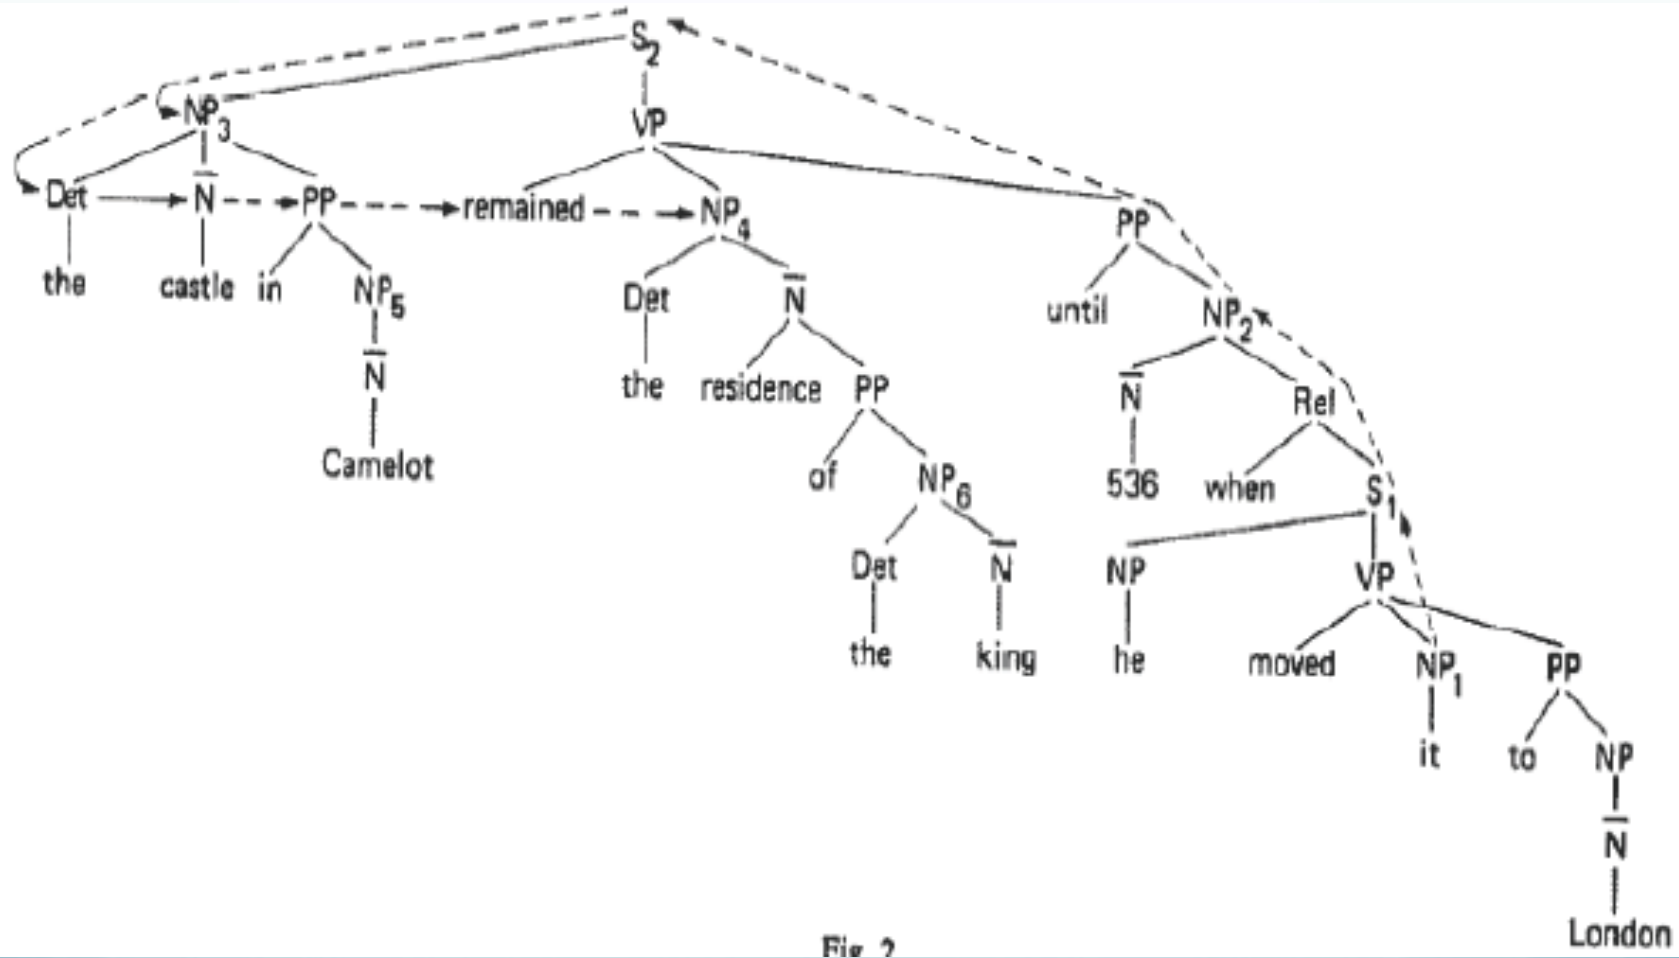 S2
NP3 VP
Det N̅ PP remained NP4 PP
the castle in NP5 Det N̅ until NP2
N̅ the residence PP N̅ Rel
Camelot of NP6 536 when S1
Det N̅ NP VP
the king he moved NP1 PP
it to NP
N̅
London
Fig. 2